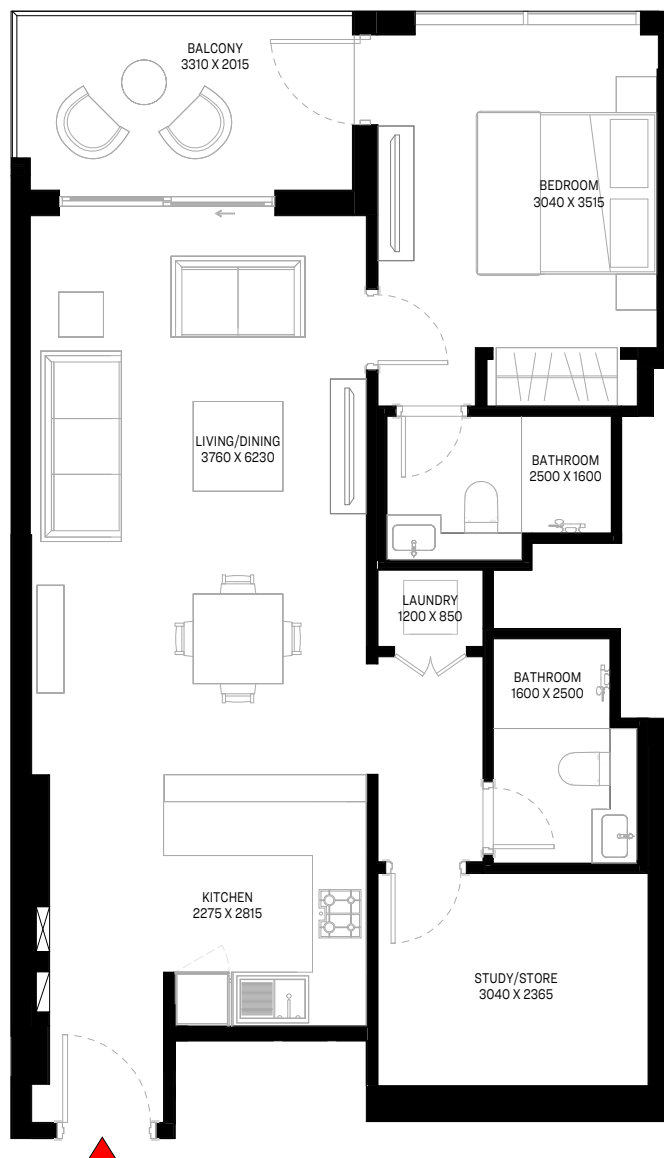 BALCONY
3310 X 2015
BEDROOM
3040 X 3515
LIVING/DINING
3760 X 6230
BATHROOM
2500 X 1600
LAUNDRY
1200 X 850
BATHROOM
1600 X 2500
KITCHEN
2275 X 2815
STUDY/STORE
3040 X 2365